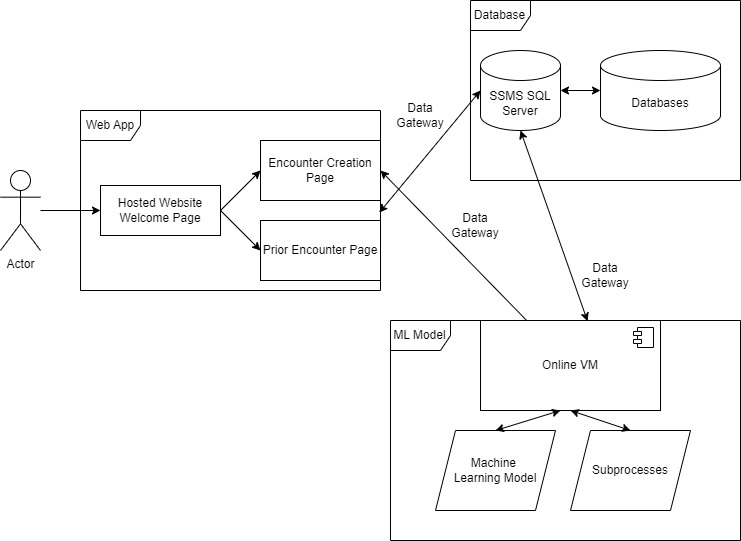 Database
SSMS SQL
Server
Databases
Data
Gateway
Web App
Encounter Creation
Page
Hosted Website
Welcome Page
Prior Encounter Page
Actor
Data
Gateway
Data
Gateway
ML Model
Online VM
Machine
Learning Model
Subprocesses